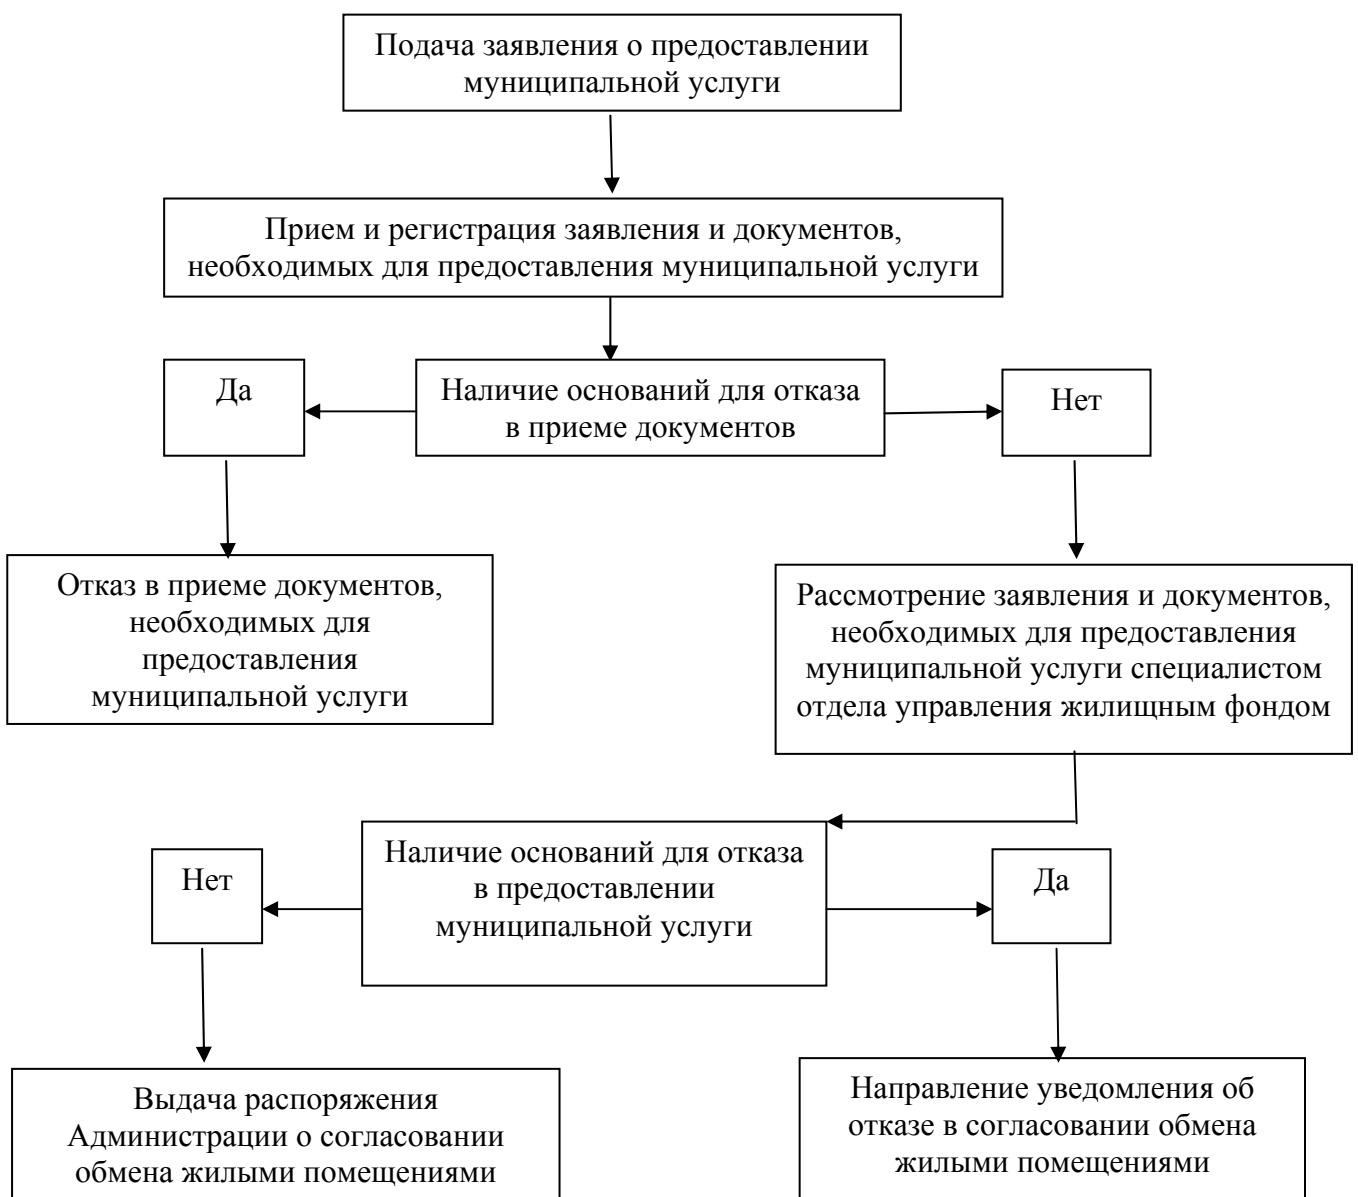 Подача заявления о предоставлении
муниципальной услуги
Прием и регистрация заявления и документов,
необходимых для предоставления муниципальной услуги
Да
Наличие оснований для отказа
в приеме документов
Нет
Отказ в приеме документов,
необходимых для
предоставления
муниципальной услуги
Рассмотрение заявления и документов,
необходимых для предоставления
муниципальной услуги специалистом
отдела управления жилищным фондом
Нет
Наличие оснований для отказа
в предоставлении
муниципальной услуги
Да
Выдача распоряжения
Администрации о согласовании
обмена жилыми помещениями
Направление уведомления об
отказе в согласовании обмена
жилыми помещениями